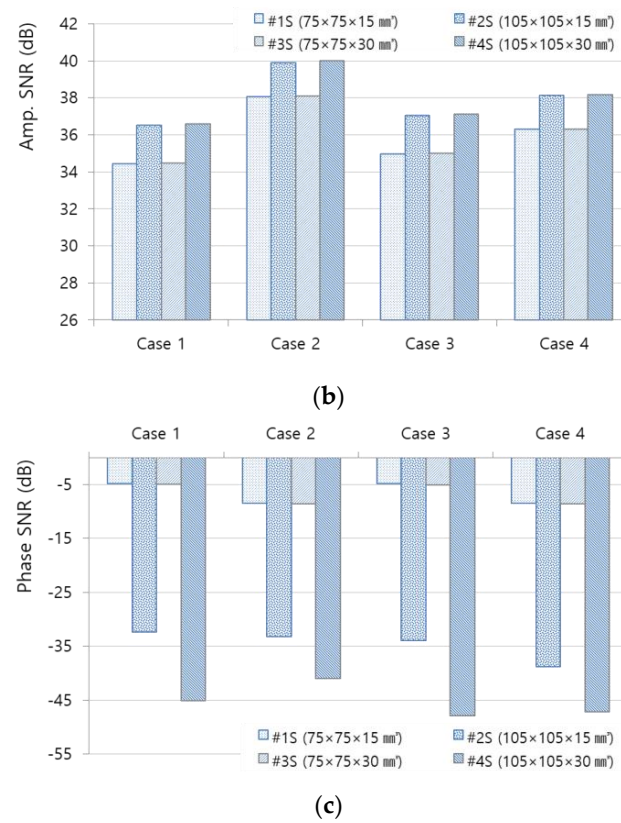 42
40
38
36
34
32
30
28
26
Amp. SNR (dB)
#1S (75×75×15 ㎣)
#2S (105×105×15 ㎣)
#3S (75×75×30 ㎣)
#4S (105×105×30 ㎣)
Case 1 Case 2 Case 3 Case 4
(b)
Case 1 Case 2 Case 3 Case 4
-5
-15
-25
-35
-45
-55
Phase SNR (dB)
#1S (75×75×15 ㎣)
#2S (105×105×15 ㎣)
#3S (75×75×30 ㎣)
#4S (105×105×30 ㎣)
(c)